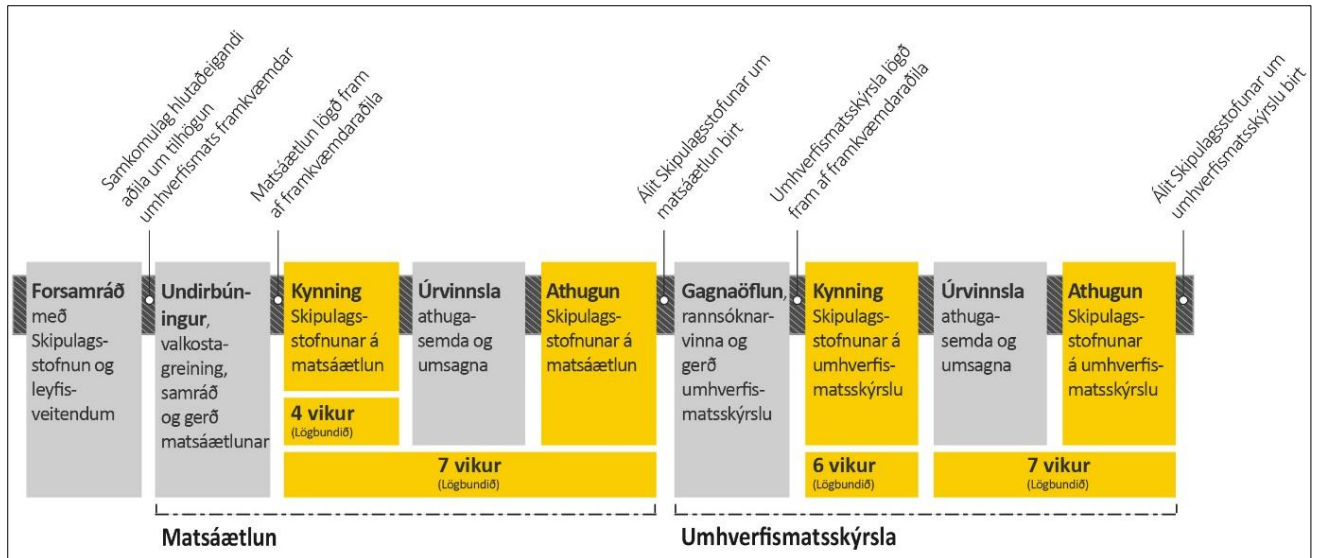 Samkomulag hlutaðeigandi
aðila um tilhögun
umhverfismats framkvæmdar
Matsáætlun lögð fram
af framkvæmdaraðila
Álit Skipulagsstofunar um
matsáætlun birt
Umhverfismatsskýrsla lögð
fram af framkvæmdaraðila
Álit Skipulagsstofunar um
umhverfismatsskýrslu birt
Forsamráð
með
Skipulags-
stofnun og
leyfis-
veitendum
Undirbún-
ingur,
valkosta-
greining,
samráð
og gerð
matsáætlunar
Kynning
Skipulags-
stofnunar á
matsáætlun
4 vikur
(Lögbundið)
Úrvinnsla
athuga-
semda og
umsagna
Athugun
Skipulags-
stofnunar á
matsáætlun
7 vikur
(Lögbundið)
Gagnaöflun,
rannsóknar-
vinna og
gerð
umhverfis-
matsskýrslu
Kynning
Skipulags-
stofnunar á
umhverfis-
matsskýrslu
6 vikur
(Lögbundið)
Úrvinnsla
athuga-
semda og
umsagna
Athugun
Skipulags-
stofnunar
á umhverfis-
matsskýrslu
7 vikur
(Lögbundið)
Matsáætlun
Umhverfismatsskýrsla